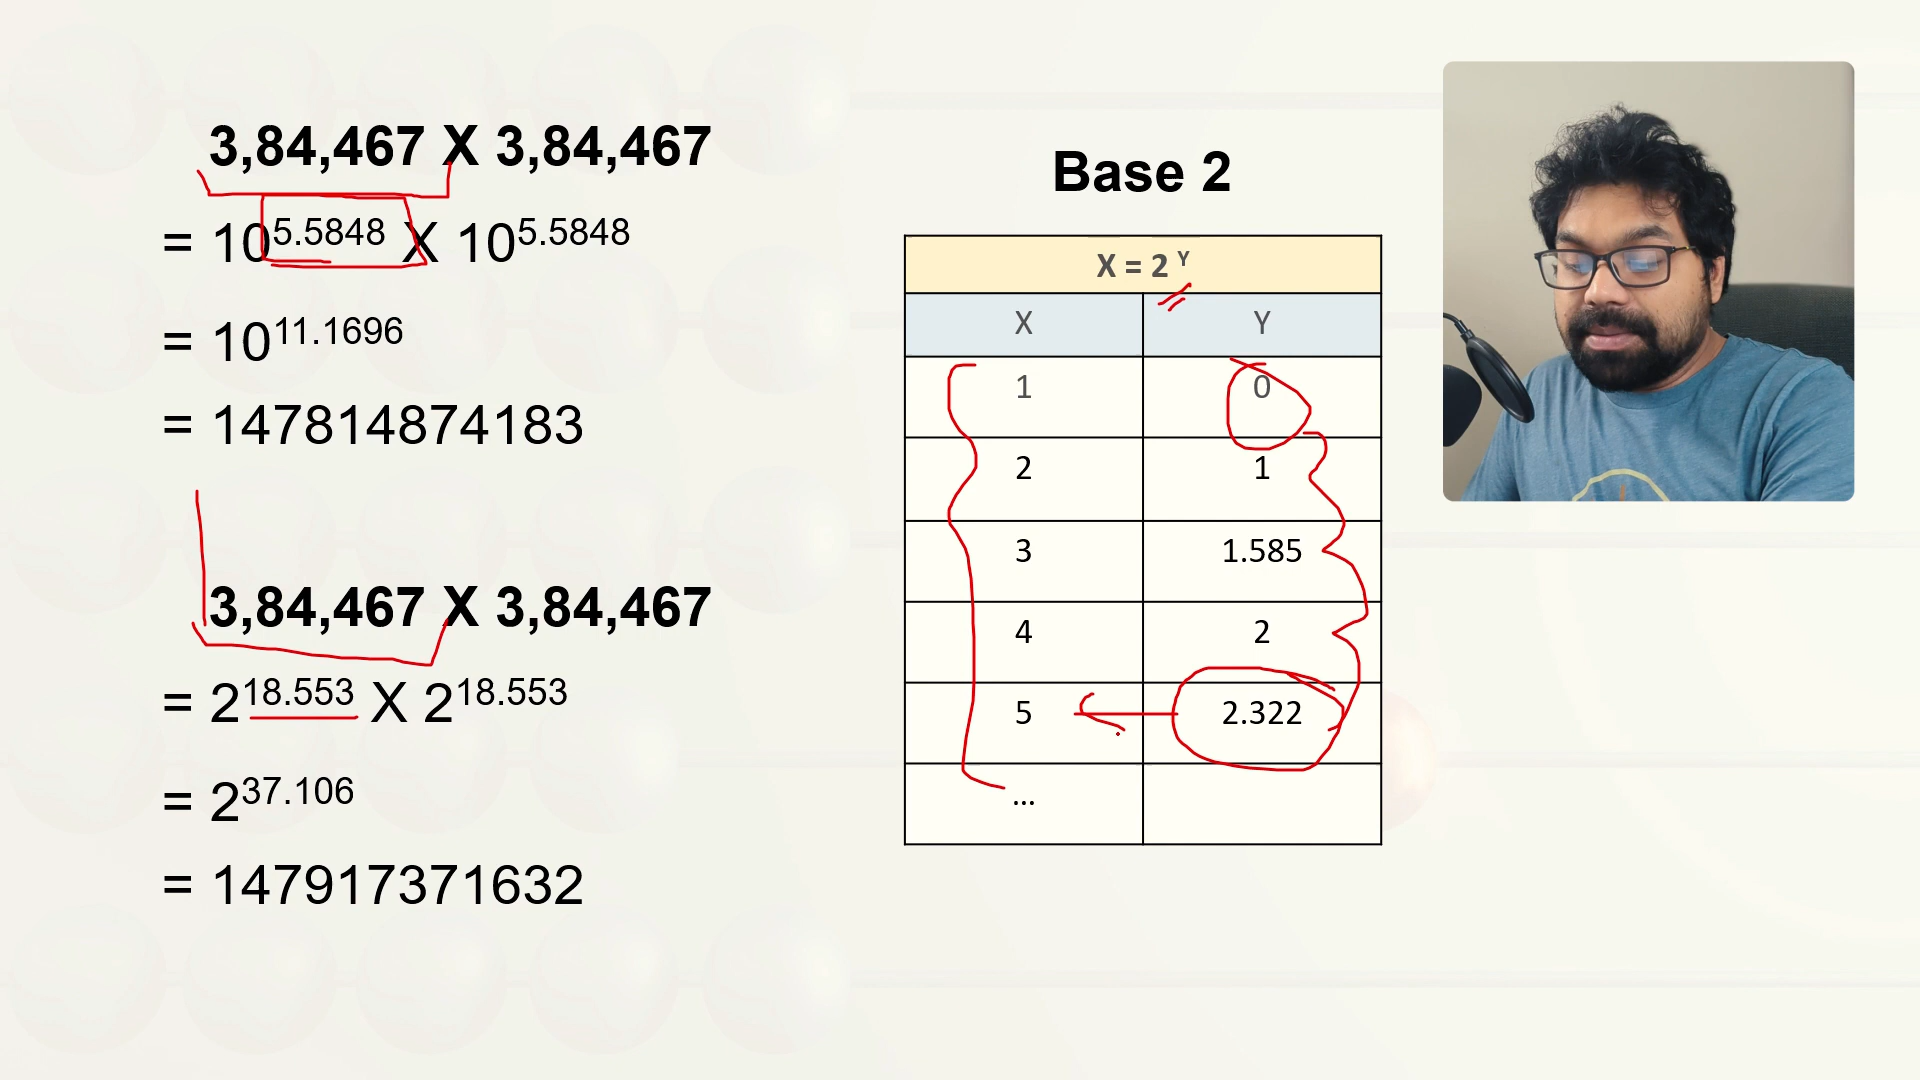 3,84,467 X 3,84,467
= 10^5.5848 X 10^5.5848
= 10^11.1696
= 147814874183
3,84,467 X 3,84,467
= 2^18.553 X 2^18.553
= 2^37.106
= 147917371632
Base 2
X = 2^Y
X Y
1 0
2 1
3 1.585
4 2
5 2.322
...